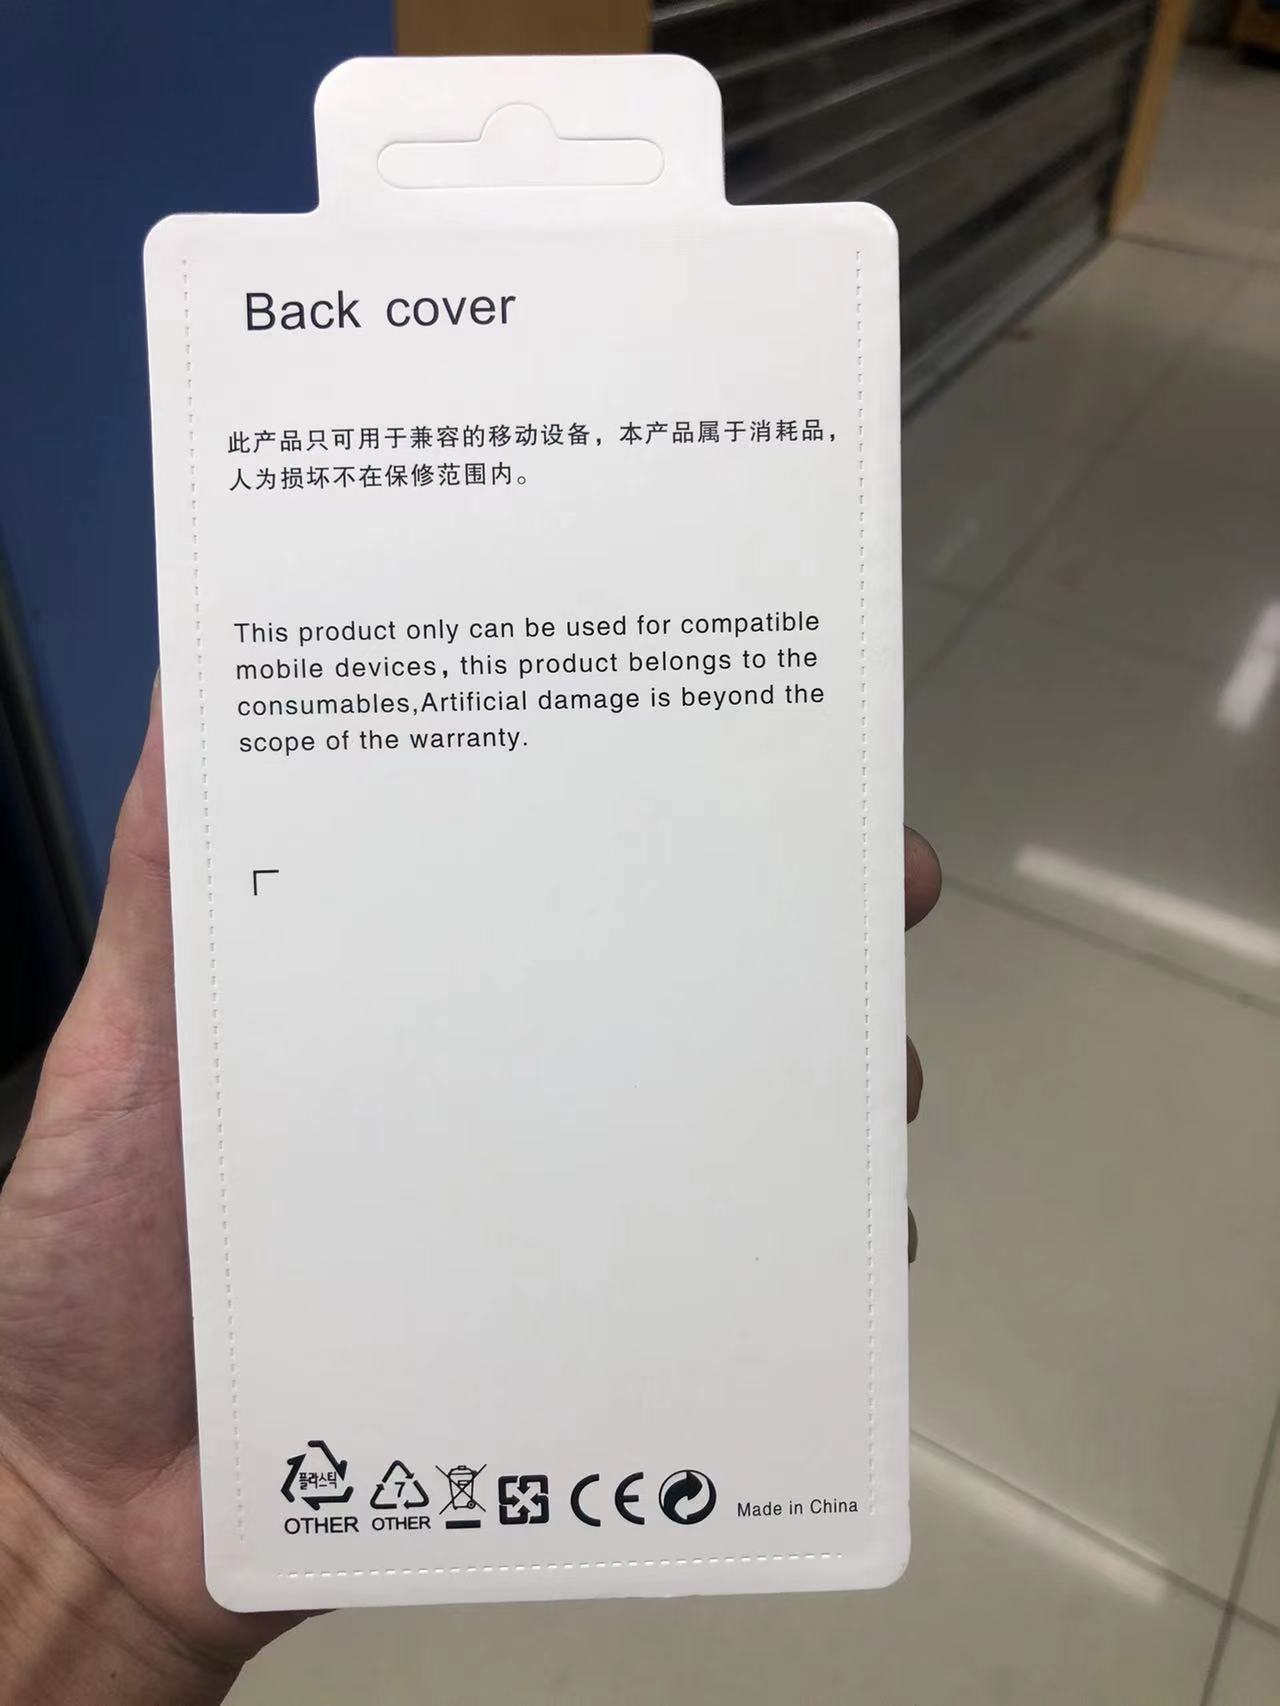 Back cover
此产品只可用于兼容的移动设备，本产品属于消耗品，
人为损坏不在保修范围内。
This product only can be used for compatible
mobile devices, this product belongs to the
consumables,Artificial damage is beyond the
scope of the warranty.
플라스틱
OTHER
7
OTHER
CE
Made in China